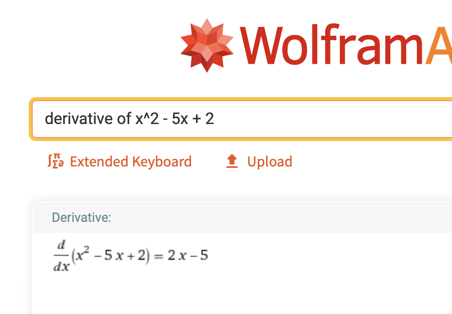 WolframA
derivative of x^2 - 5x + 2
Extended Keyboard Upload
Derivative:
d/dx(x² − 5 x + 2) = 2 x − 5